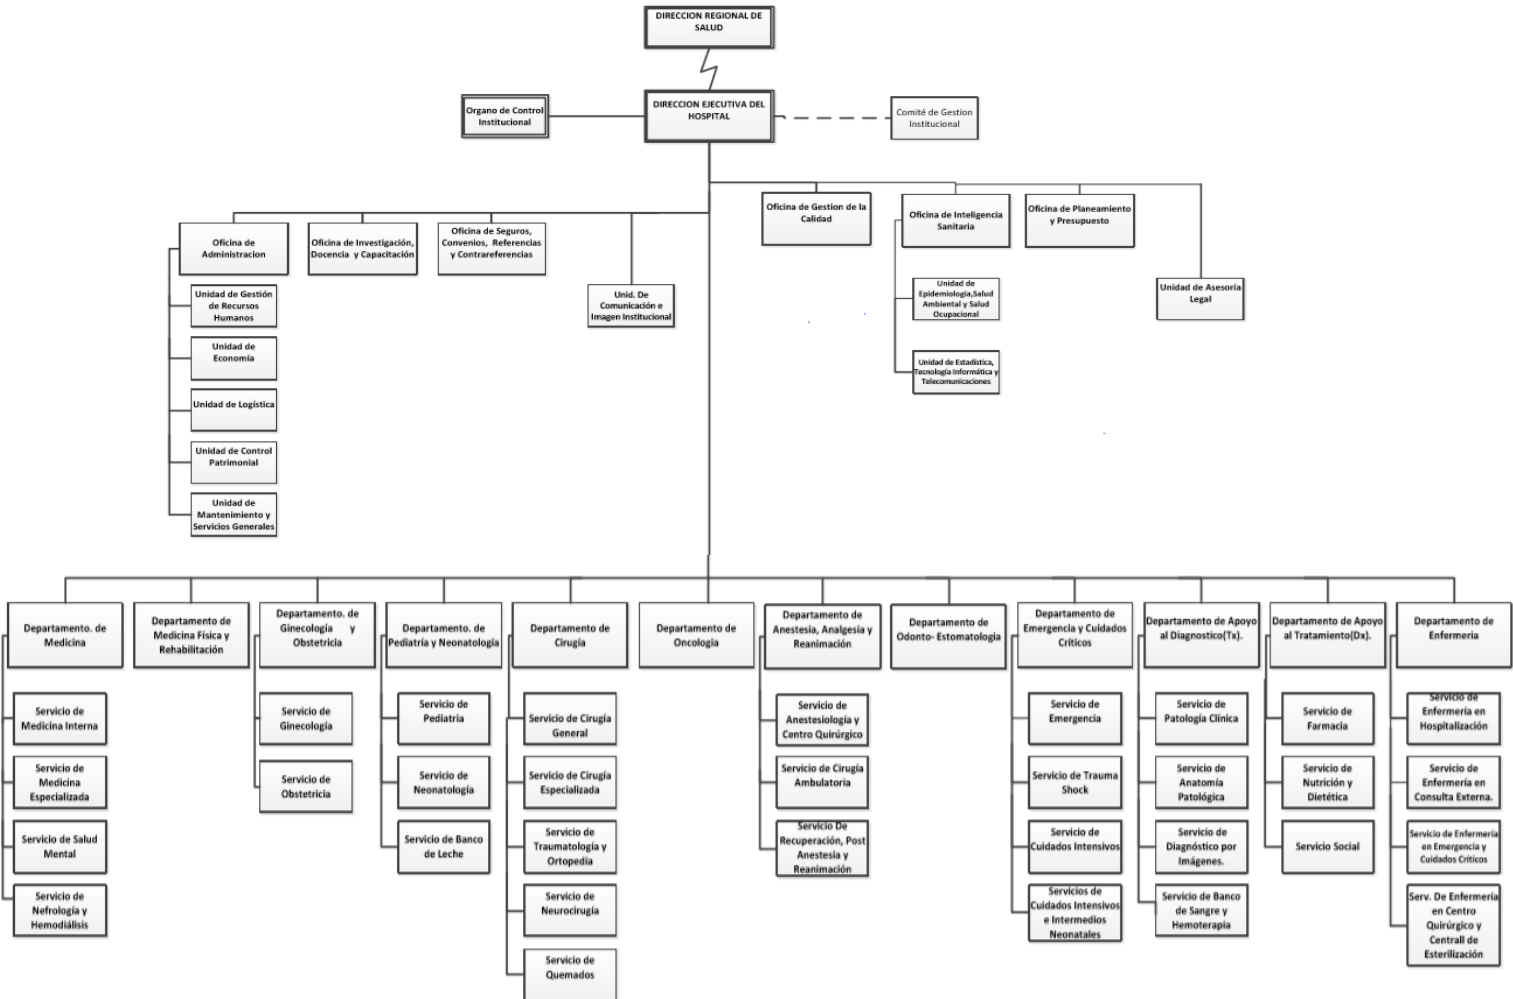 DIRECCION REGIONAL DE
SALUD
DIRECCION EJECUTIVA DEL
HOSPITAL
Organo de Control
Institucional
Comité de Gestion
Institucional
Oficina de Gestion de la
Calidad
Oficina de Inteligencia
Sanitaria
Oficina de Planeamiento
y Presupuesto
Oficina de
Administracion
Oficina de Investigación,
Docencia y Capacitación
Oficina de Seguros,
Convenios, Referencias
y Contrareferencias
Unid. De
Comunicación e
Imagen Institucional
Unidad de
Epidemiologia,Salud
Ambiental y Salud
Ocupacional
Unidad de Asesoría
Legal
Unidad de Estadística,
Tecnología Informática y
Telecomunicaciones
Unidad de Gestión
de Recursos
Humanos
Unidad de
Economía
Unidad de Logística
Unidad de Control
Patrimonial
Unidad de
Mantenimiento y
Servicios Generales
Departamento. de
Medicina
Departamento de
Medicina Física y
Rehabilitación
Departamento. de
Ginecología y
Obstetricia
Departamento. de
Pediatría y Neonatología
Departamento de
Cirugía
Departamento de
Oncologia
Departamento de
Anestesia, Analgesia y
Reanimación
Departamento de
Odonto- Estomatologia
Departamento de
Emergencia y Cuidados
Críticos
Departamento de Apoyo
al Diagnostico(Tx).
Departamento de Apoyo
al Tratamiento(Dx).
Departamento de
Enfermeria
Servicio de
Medicina Interna
Servicio de
Medicina
Especializada
Servicio de Salud
Mental
Servicio de
Nefrología y
Hemodiálisis
Servicio de
Ginecología
Servicio de
Obstetricia
Servicio de
Pediatria
Servicio de
Neonatología
Servicio de Banco
de Leche
Servicio de Cirugía
General
Servicio de Cirugía
Especializada
Servicio de
Traumatología y
Ortopedia
Servicio de
Neurocirugía
Servicio de
Quemados
Servicio de
Anestesiología y
Centro Quirúrgico
Servicio de Cirugía
Ambulatoria
Servicio De
Recuperación, Post
Anestesia y
Reanimación
Servicio de
Emergencia
Servicio de Trauma
Shock
Servicio de
Cuidados Intensivos
Servicios de
Cuidados Intensivos
e Intermedios
Neonatales
Servicio de
Patología Clínica
Servicio de
Anatomía
Patológica
Servicio de
Diagnóstico por
Imágenes.
Servicio de Banco
de Sangre y
Hemoterapia
Servicio de
Farmacia
Servicio de
Nutrición y
Dietética
Servicio Social
Servicio de
Enfermería en
Hospitalización
Servicio de
Enfermería en
Consulta Externa.
Servicio de Enfermería
en Emergencia y
Cuidados Críticos
Serv. De Enfermería
en Centro
Quirúrgico y
Centrall de
Esterilización